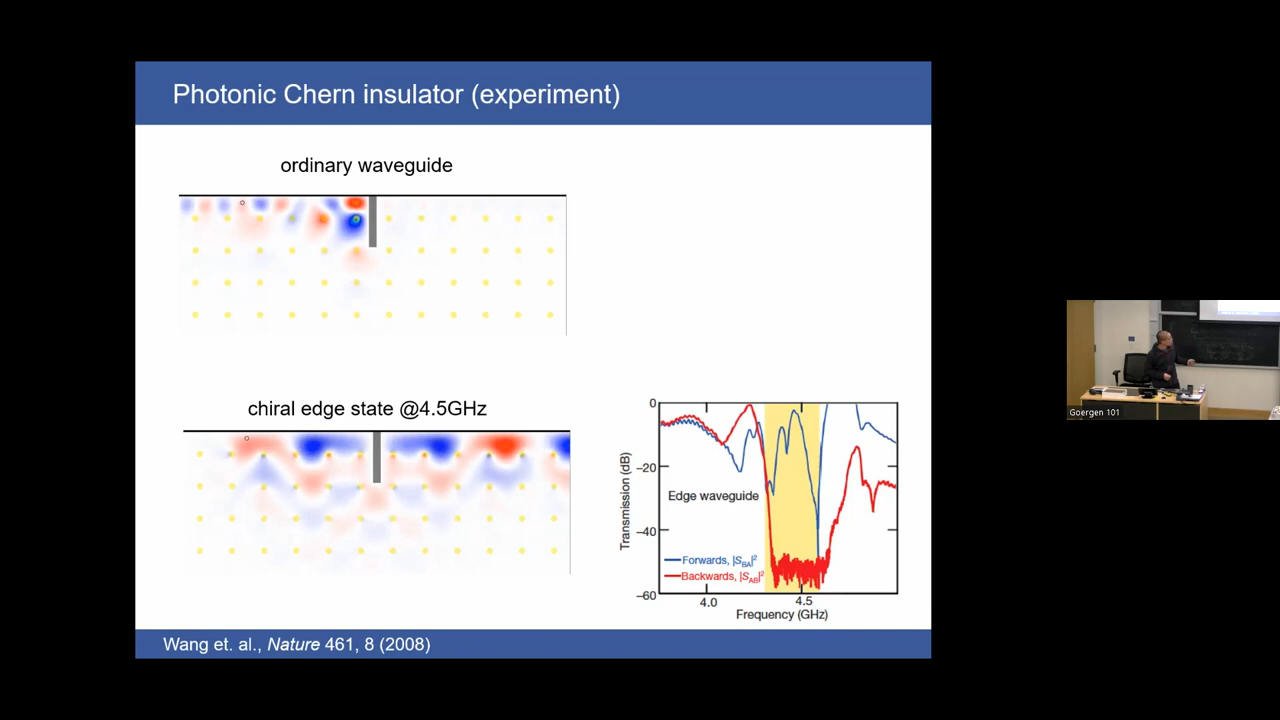 Photonic Chern insulator (experiment)
ordinary waveguide
chiral edge state @4.5GHz
0
−20
−40
−60
Transmission (dB)
Edge waveguide
Forwards, |S_BA|²
Backwards, |S_AB|²
4.0
4.5
Frequency (GHz)
Wang et. al., Nature 461, 8 (2008)
Goergen 101